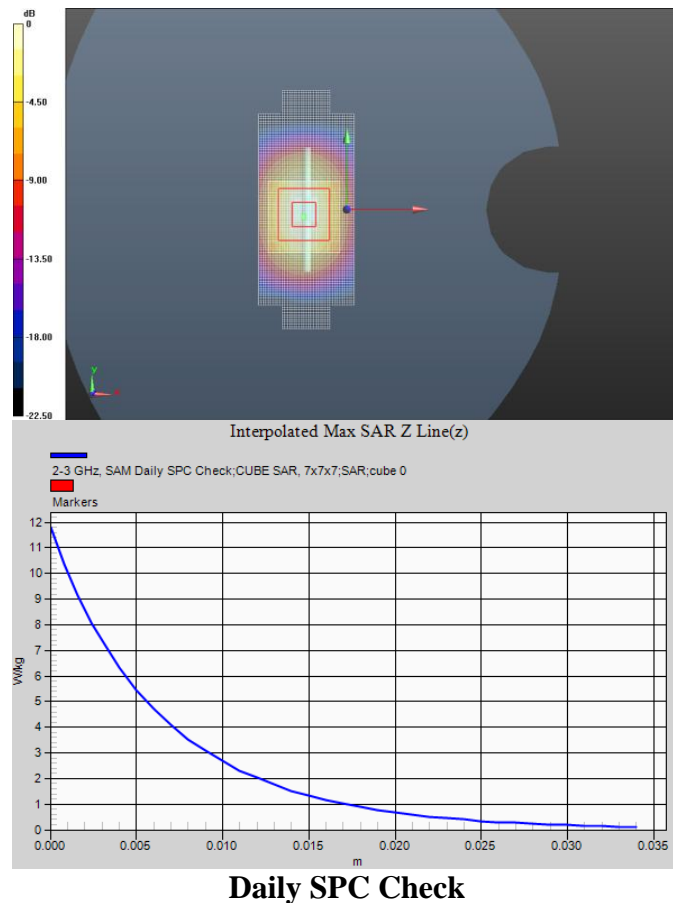 dB
0
-4.50
-9.00
-13.50
-18.00
-22.50
Y
X
Interpolated Max SAR Z Line(z)
2-3 GHz, SAM Daily SPC Check;CUBE SAR, 7x7x7;SAR;cube 0
Markers
12
11
10
9
8
7
6
5
4
3
2
1
0
W/kg
0.000 0.005 0.010 0.015 0.020 0.025 0.030 0.035
m
Daily SPC Check